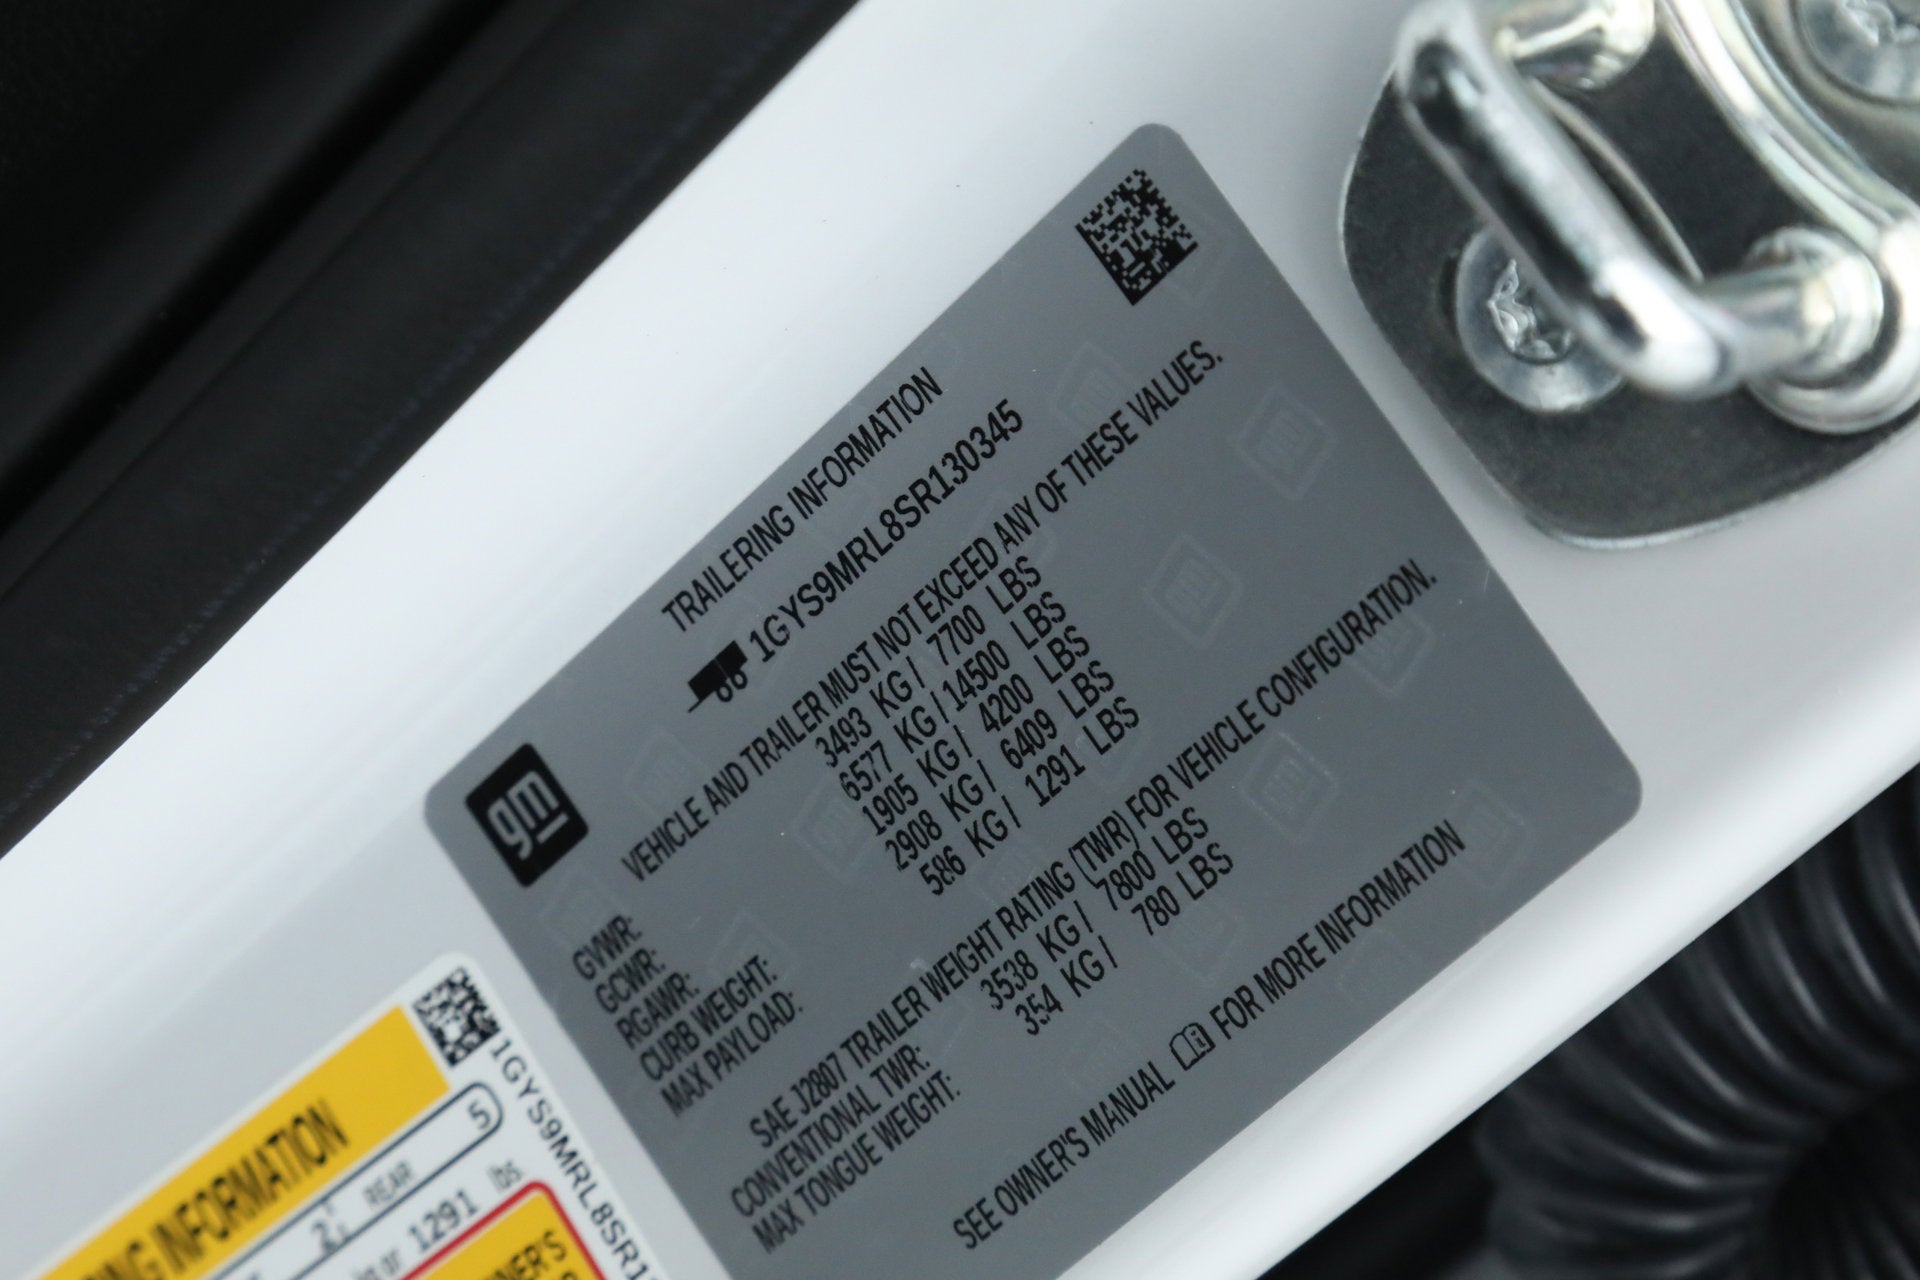 gm
TRAILERING INFORMATION
1GYS9MRL8SR130345
VEHICLE AND TRAILER MUST NOT EXCEED ANY OF THESE VALUES.
GVWR: 3493 KG / 7700 LBS
GCWR: 6577 KG / 14500 LBS
RGAWR: 1905 KG / 4200 LBS
CURB WEIGHT: 2908 KG / 6409 LBS
MAX PAYLOAD: 586 KG / 1291 LBS
SAE J2807 TRAILER WEIGHT RATING (TWR) FOR VEHICLE CONFIGURATION.
CONVENTIONAL TWR: 3538 KG / 7800 LBS
MAX TONGUE WEIGHT: 354 KG / 780 LBS
SEE OWNER'S MANUAL FOR MORE INFORMATION
INFORMATION
REAR 5
or 1291 lbs
1GYS9MRL8SR1